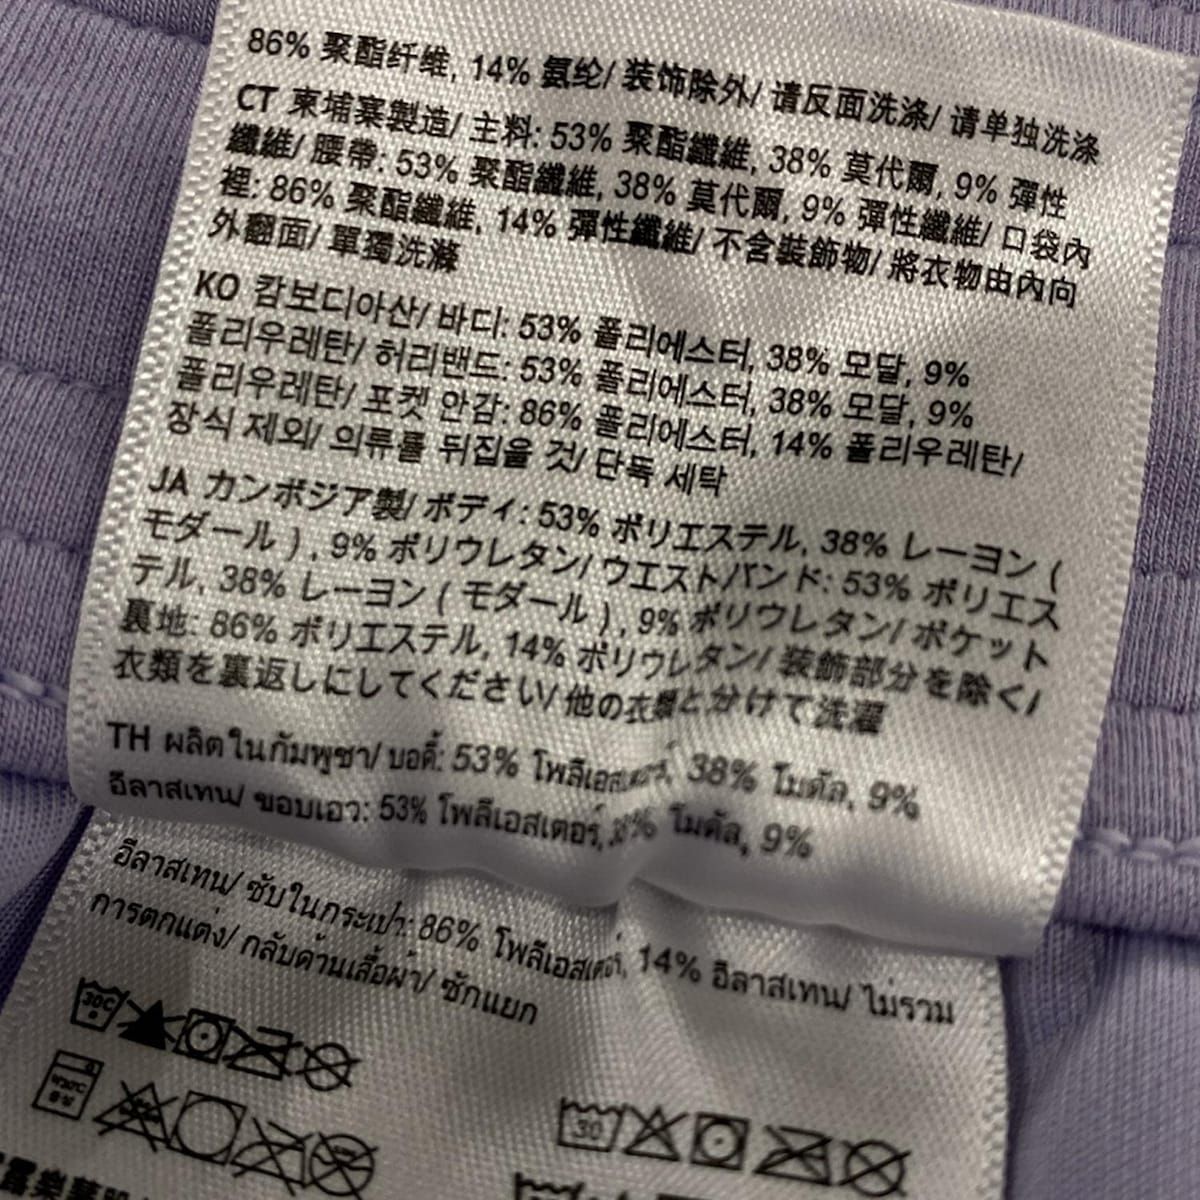 86% 聚酯纤维, 14% 氨纶/ 装饰除外/ 请反面洗涤/ 请单独洗涤
CT 柬埔寨製造/ 主料: 53% 聚酯纖維, 38% 莫代爾, 9% 彈性
纖維/ 腰帶: 53% 聚酯纖維, 38% 莫代爾, 9% 彈性纖維/ 口袋內
裡: 86% 聚酯纖維, 14% 彈性纖維/ 不含裝飾物/ 將衣物由內向
外翻面/ 單獨洗滌
KO 캄보디아산/ 바디: 53% 폴리에스터, 38% 모달, 9%
폴리우레탄/ 허리밴드: 53% 폴리에스터, 38% 모달, 9%
폴리우레탄/ 포켓 안감: 86% 폴리에스터, 14% 폴리우레탄/
장식 제외/ 의류를 뒤집을 것/ 단독 세탁
JA カンボジア製/ ボディ: 53% ポリエステル, 38% レーヨン (
モダール ) , 9% ポリウレタン/ ウエストバンド: 53% ポリエス
テル, 38% レーヨン ( モダール ) , 9% ポリウレタン/ ポケット
裏地: 86% ポリエステル, 14% ポリウレタン/ 装飾部分を除く/
衣類を裏返しにしてください/ 他の衣類と分けて洗濯
TH ผลิตในกัมพูชา/ บอดี้: 53% โพลีเอสเตอร์, 38% โมดัล, 9%
อีลาสเทน/ ขอบเอว: 53% โพลีเอสเตอร์, 38% โมดัล, 9%
อีลาสเทน/ ซับในกระเป๋า: 86% โพลีเอสเตอร์, 14% อีลาสเทน/ ไม่รวม
การตกแต่ง/ กลับด้านเสื้อผ้า/ ซักแยก
30C
30